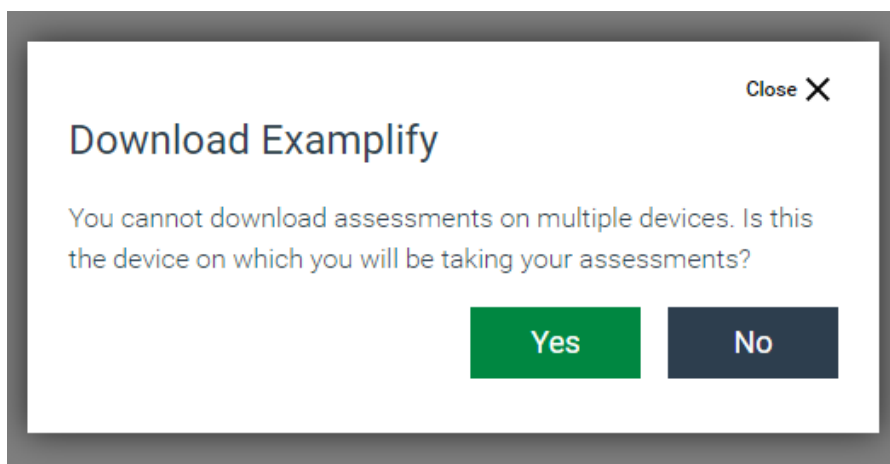 Close
Download Examplify
You cannot download assessments on multiple devices. Is this
the device on which you will be taking your assessments?
Yes No